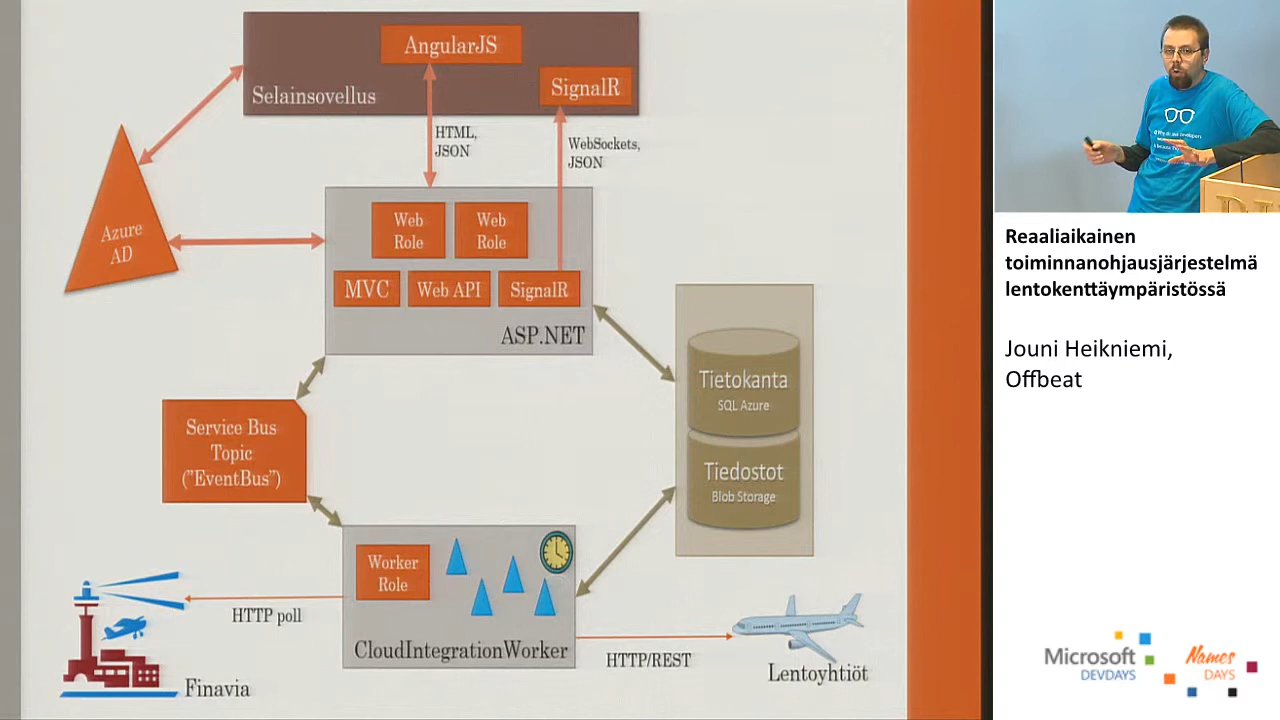 AngularJS
SignalR
Selainsovellus
HTML,
JSON
WebSockets,
JSON
Azure
AD
Web
Role
Web
Role
MVC
Web API
SignalR
ASP.NET
Tietokanta
SQL Azure
Tiedostot
Blob Storage
Service Bus
Topic
("EventBus")
Worker
Role
CloudIntegrationWorker
HTTP poll
HTTP/REST
Finavia
Lentoyhtiöt
Reaaliaikainen
toiminnanohjausjärjestelmä
lentokenttäympäristössä
Jouni Heikniemi,
Offbeat
Microsoft
DEVDAYS
Names
DAYS